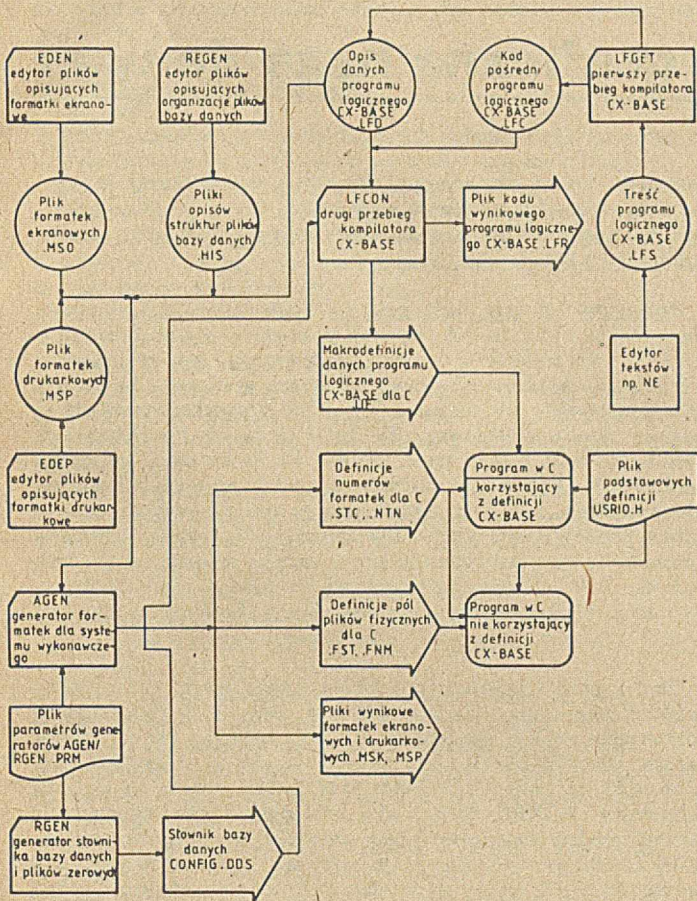 EDEN
edytor plików
opisujących
formatki ekrano-
we
REGEN
edytor plików
opisujących
organizacje plików
bazy danych
Opis
danych
programu
logicznego
CX-BASE
.LFD
Kod
pośredni
programu
logicznego
CX-BASE
.LFC
LFGET
pierwszy prze-
bieg kompilatora
CX-BASE
Plik
formatek
ekranowych
.MSO
Pliki
opisów
struktur plików
bazy danych
.HIS
LFCON
drugi przebieg
kompilatora
CX-BASE
Plik kodu
wynikowego
programu logiczne-
go CX-BASE .LFR
Treść
programu
logicznego
CX-BASE
.LFS
Plik
formatek
drukarkowych
.MSP
Makrodefinicje
danych programu
logicznego
CX-BASE dla C
.LIF
Edytor
tekstów
np. NE
EDEP
edytor plików
opisujących
formatki drukar-
kowe
Definicje
numerów
formatek dla C
.STC, .NTN
Program w C
korzystający
z definicji
CX-BASE
Plik
podstawowych
definicji
USRIO.H
AGEN
generator for-
matek dla syste-
mu wykonawcze-
go
Definicje pól
plików fizycznych
dla C
.FST, .FNM
Program w C
nie korzystający
z definicji
CX-BASE
Plik
parametrów gene-
ratorów AGEN/
RGEN .PRM
Pliki wynikowe
formatek ekrano-
wych i drukarko-
wych .MSK, .MSP
RGEN
generator słowni-
ka bazy danych
i plików zerowych
Słownik bazy
danych
CONFIG.DDS